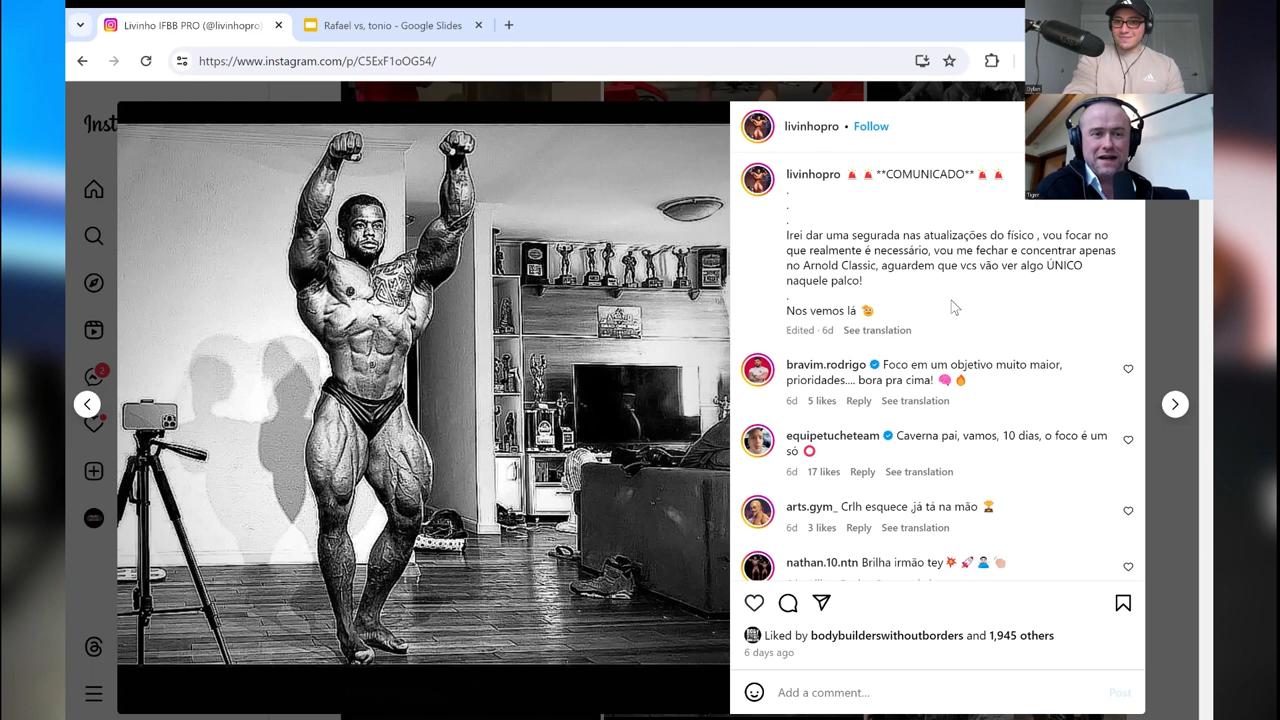 Livinho IFBB PRO (@livinhopro)
Rafael vs, tonio - Google Slides
https://www.instagram.com/p/C5ExF1oOG54/
Dylan
Inst
livinhopro • Follow
Tiger
livinhopro 🚨 🚨 **COMUNICADO** 🚨 🚨
.
.
.
Irei dar uma segurada nas atualizações do físico , vou focar no
que realmente é necessário, vou me fechar e concentrar apenas
no Arnold Classic, aguardem que vcs vão ver algo ÚNICO
naquele palco!
.
Nos vemos lá 🫡
Edited · 6d See translation
bravim.rodrigo Foco em um objetivo muito maior,
prioridades.... bora pra cima! 🧠 🔥
6d 5 likes Reply See translation
2
equipetucheteam Caverna pai, vamos, 10 dias, o foco é um
só ⭕
6d 17 likes Reply See translation
arts.gym_ Crlh esquece ,já tá na mão 🏆
6d 3 likes Reply See translation
nathan.10.ntn Brilha irmão tey💥 🚀
Liked by bodybuilderswithoutborders and 1,945 others
6 days ago
Add a comment...
Post